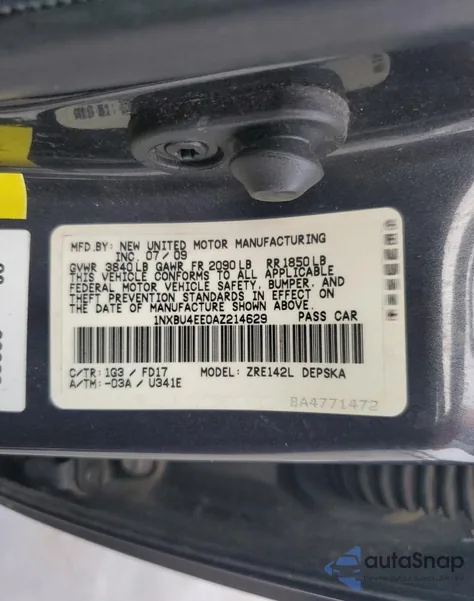 MFD.BY: NEW UNITED MOTOR MANUFACTURING
INC. 07/09
GVWR 3840LB GAWR FR 2090LB RR1850LB
THIS VEHICLE CONFORMS TO ALL APPLICABLE
FEDERAL MOTOR VEHICLE SAFETY, BUMPER, AND
THEFT PREVENTION STANDARDS IN EFFECT ON
THE DATE OF MANUFACTURE SHOWN ABOVE.
1NXBU4EE0AZ214629 PASS CAR
C/TR: 1G3 / FD17 MODEL: ZRE142L DEPSKA
A/TM: -03A / U341E
BA4771472
autoSnap